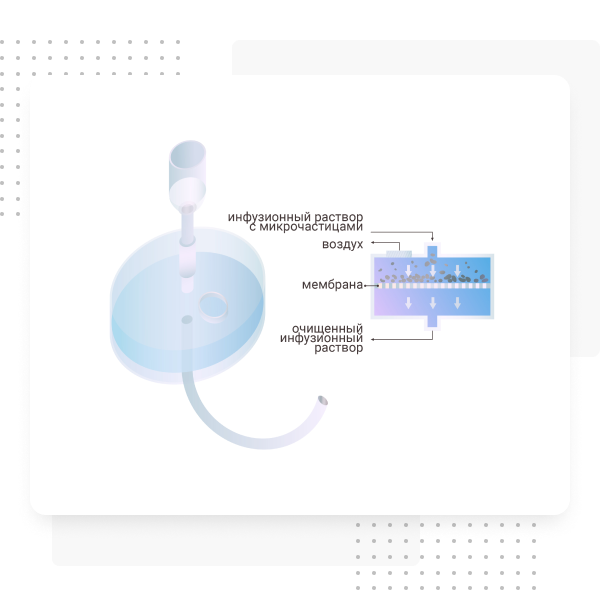 инфузионный раствор
с микрочастицами
воздух
мембрана
очищенный
инфузионный
раствор